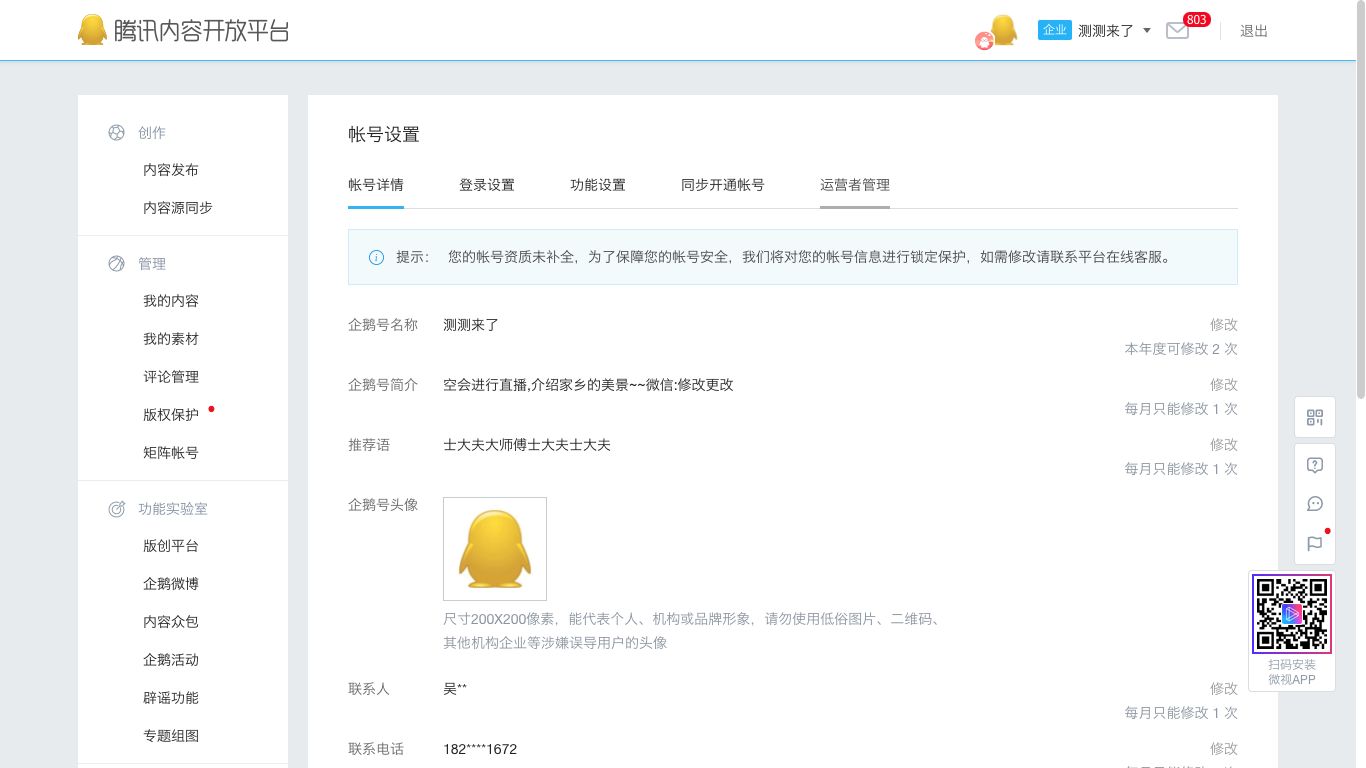 腾讯内容开放平台
企业 测测来了
803
退出
创作
内容发布
内容源同步
管理
我的内容
我的素材
评论管理
版权保护
矩阵帐号
功能实验室
版创平台
企鹅微博
内容众包
企鹅活动
辟谣功能
专题组图
帐号设置
帐号详情 登录设置 功能设置 同步开通帐号 运营者管理
提示： 您的帐号资质未补全，为了保障您的帐号安全，我们将对您的帐号信息进行锁定保护，如需修改请联系平台在线客服。
企鹅号名称 测测来了 修改
本年度可修改 2 次
企鹅号简介 空会进行直播,介绍家乡的美景~~微信:修改更改 修改
每月只能修改 1 次
推荐语 士大夫大师傅士大夫士大夫 修改
每月只能修改 1 次
企鹅号头像
尺寸200X200像素，能代表个人、机构或品牌形象，请勿使用低俗图片、二维码、
其他机构企业等涉嫌误导用户的头像
联系人 吴** 修改
每月只能修改 1 次
联系电话 182****1672 修改
扫码安装
微视APP